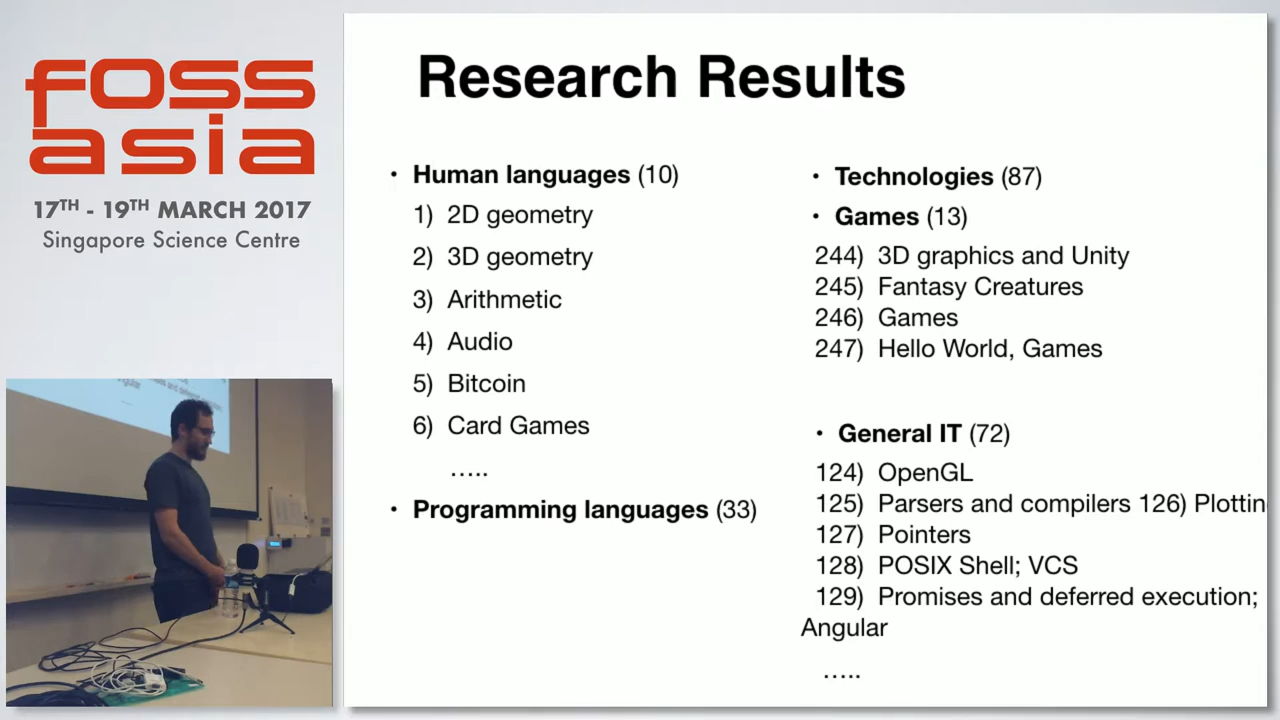 foss
asia
17TH - 19TH MARCH 2017
Singapore Science Centre
Research Results
• Human languages (10)
1) 2D geometry
2) 3D geometry
3) Arithmetic
4) Audio
5) Bitcoin
6) Card Games
…..
• Programming languages (33)
• Technologies (87)
• Games (13)
244) 3D graphics and Unity
245) Fantasy Creatures
246) Games
247) Hello World, Games
• General IT (72)
124) OpenGL
125) Parsers and compilers 126) Plottin
127) Pointers
128) POSIX Shell; VCS
129) Promises and deferred execution;
Angular
…..